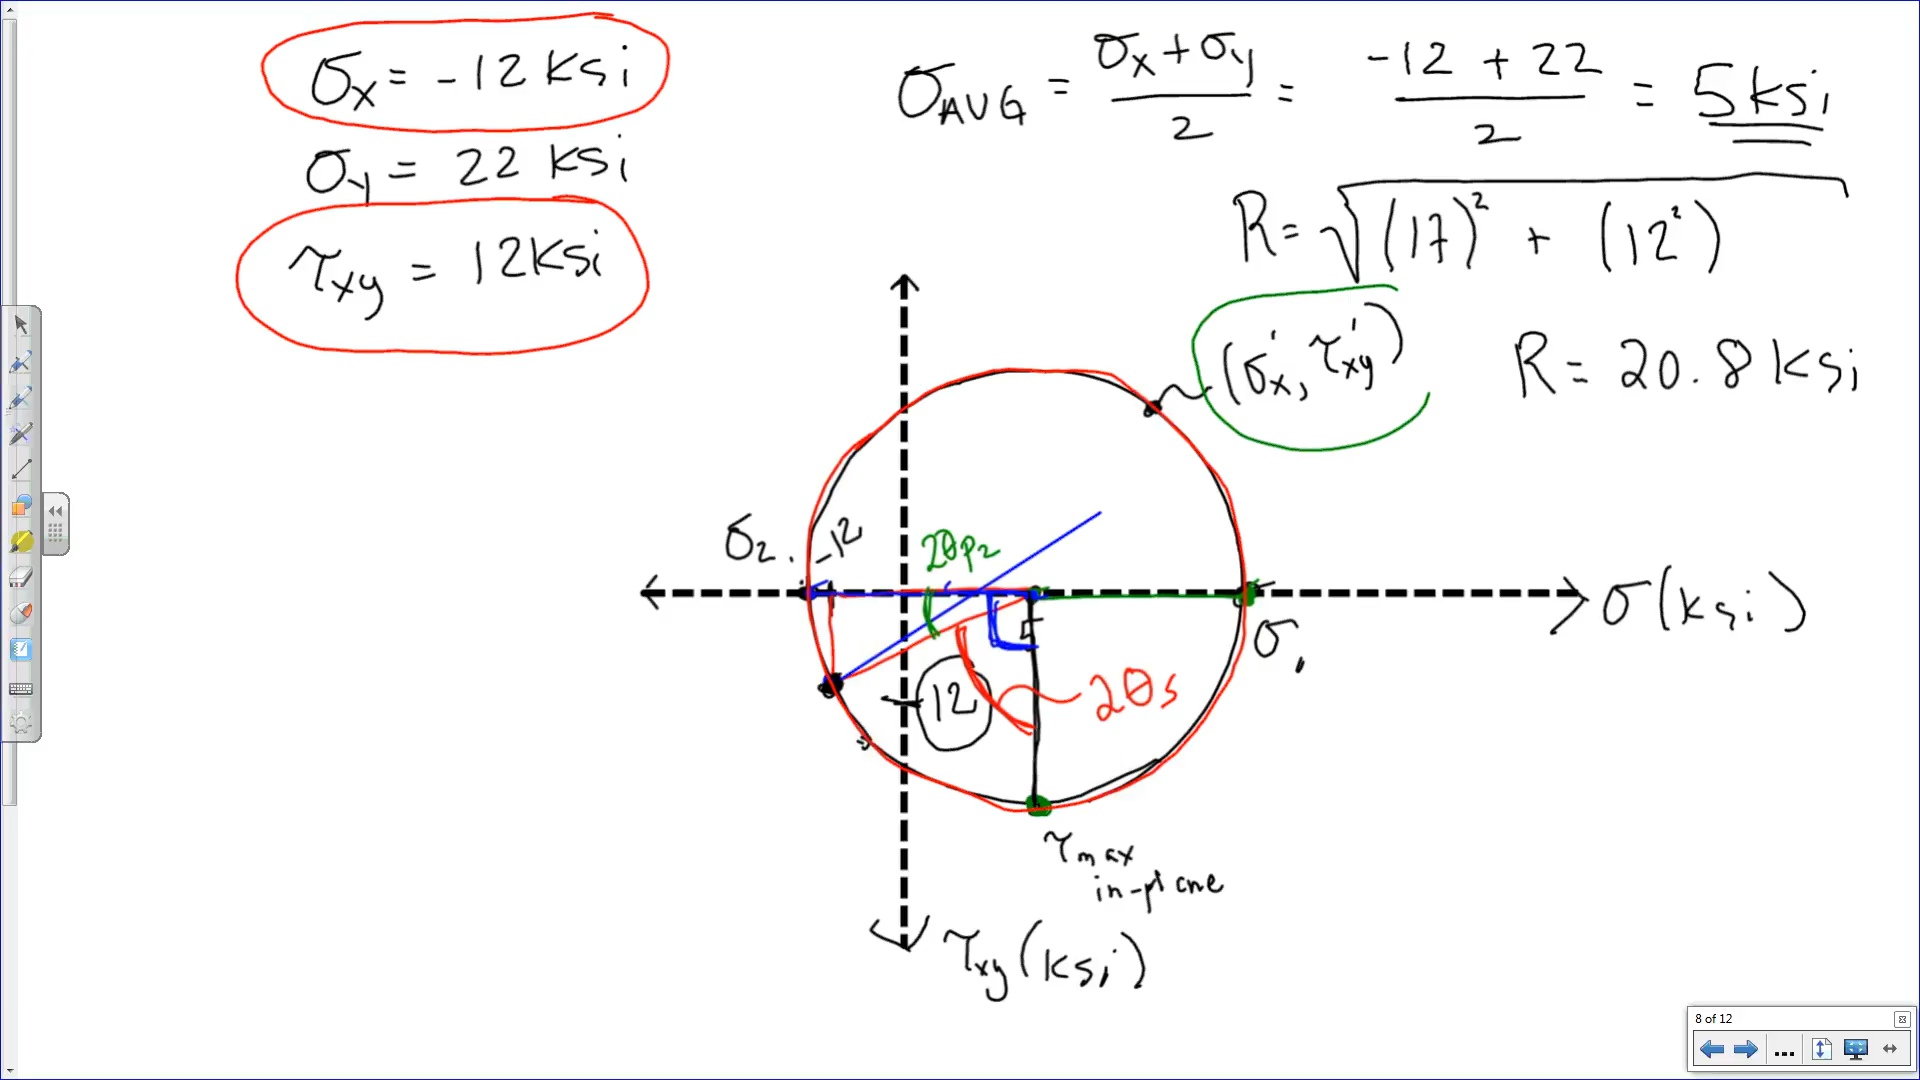 σx = -12 ksi
σy = 22 ksi
τxy = 12 ksi
σAVG = (σx + σy)/2 = (-12 + 22)/2 = 5 ksi
R = √((17)² + (12²))
R = 20.8 ksi
(σx', τxy')
σ2
-12
2θp2
σ (ksi)
σ1
12
2θs
τmax
in-plane
τxy (ksi)
8 of 12
...